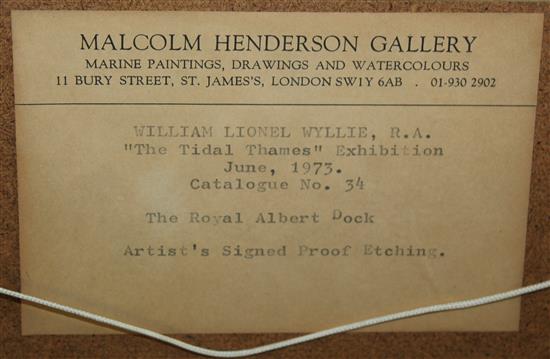 MALCOLM HENDERSON GALLERY
MARINE PAINTINGS, DRAWINGS AND WATERCOLOURS
11 BURY STREET, ST. JAMES'S, LONDON SW1Y 6AB . 01-930 2902
WILLIAM LIONEL WYLLIE, R.A.
"The Tidal Thames" Exhibition
June, 1973.
Catalogue No. 34
The Royal Albert Dock
Artist's Signed Proof Etching.